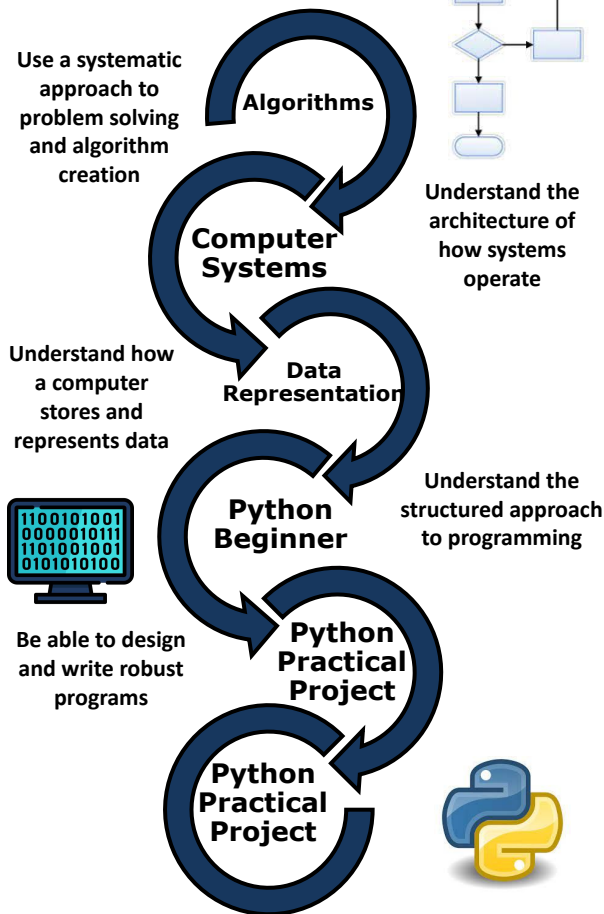 Use a systematic
approach to
problem solving
and algorithm
creation
Algorithms
Understand the
architecture of
how systems
operate
Computer
Systems
Understand how
a computer
stores and
represents data
Data
Representation
Understand the
structured approach
to programming
Python
Beginner
1100101001
0000010111
1101001001
0101010100
Be able to design
and write robust
programs
Python
Practical
Project
Python
Practical
Project